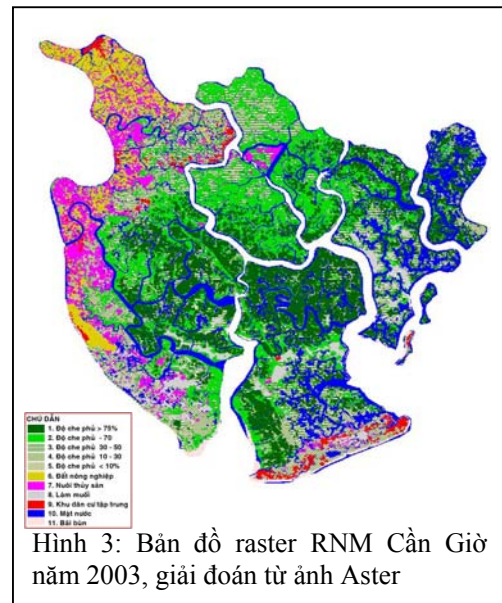 CHÚ DẪN
1. Độ che phủ > 75%
2. Độ che phủ - 70
3. Độ che phủ 30 - 50
4. Độ che phủ 10 - 30
5. Độ che phủ < 10%
6. Đất nông nghiệp
7. Nuôi thủy sản
8. Làm muối
9. Khu dân cư tập trung
10. Mặt nước
11. Bãi bùn
Hình 3: Bản đồ raster RNM Cần Giờ
năm 2003, giải đoán từ ảnh Aster